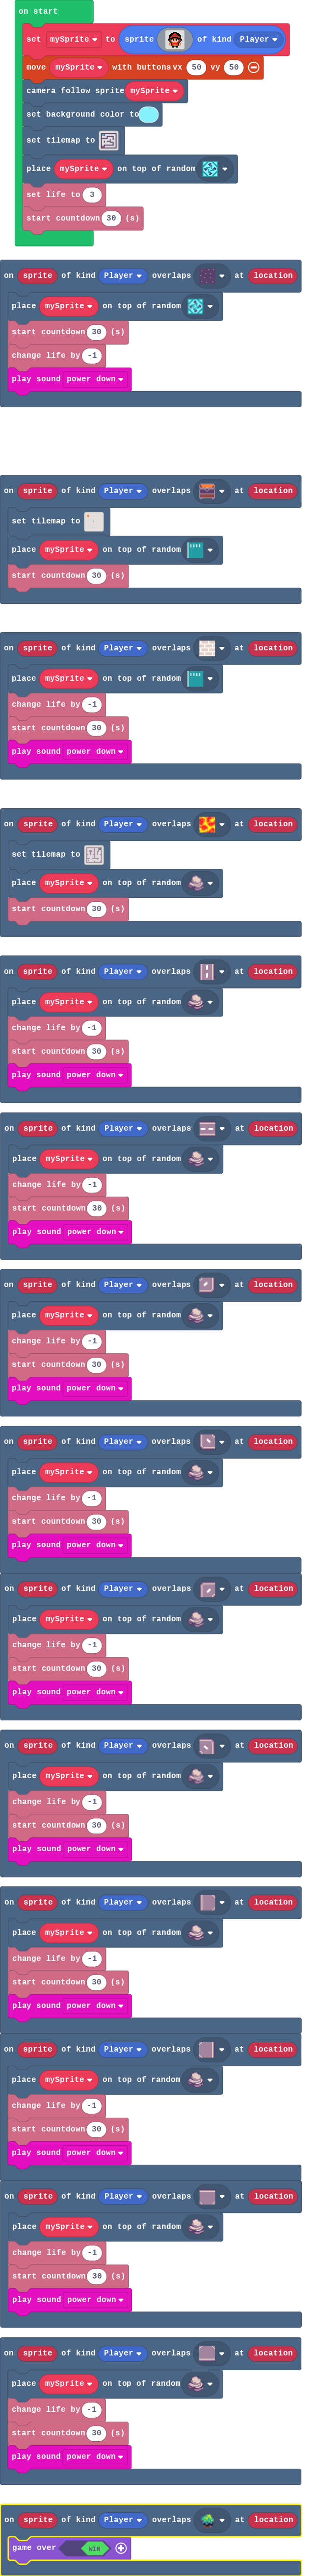 on start
set mySprite to sprite of kind Player
move mySprite with buttons vx 50 vy 50
camera follow sprite mySprite
set background color to
set tilemap to
place mySprite on top of random
set life to 3
start countdown 30 (s)
on sprite of kind Player overlaps at location
place mySprite on top of random
start countdown 30 (s)
change life by -1
play sound power down
on sprite of kind Player overlaps at location
set tilemap to
place mySprite on top of random
start countdown 30 (s)
on sprite of kind Player overlaps at location
place mySprite on top of random
change life by -1
start countdown 30 (s)
play sound power down
on sprite of kind Player overlaps at location
set tilemap to
place mySprite on top of random
start countdown 30 (s)
on sprite of kind Player overlaps at location
place mySprite on top of random
change life by -1
start countdown 30 (s)
play sound power down
on sprite of kind Player overlaps at location
place mySprite on top of random
change life by -1
start countdown 30 (s)
play sound power down
on sprite of kind Player overlaps at location
place mySprite on top of random
change life by -1
start countdown 30 (s)
play sound power down
on sprite of kind Player overlaps at location
place mySprite on top of random
change life by -1
start countdown 30 (s)
play sound power down
on sprite of kind Player overlaps at location
place mySprite on top of random
change life by -1
start countdown 30 (s)
play sound power down
on sprite of kind Player overlaps at location
place mySprite on top of random
change life by -1
start countdown 30 (s)
play sound power down
on sprite of kind Player overlaps at location
place mySprite on top of random
change life by -1
start countdown 30 (s)
play sound power down
on sprite of kind Player overlaps at location
place mySprite on top of random
change life by -1
start countdown 30 (s)
play sound power down
on sprite of kind Player overlaps at location
place mySprite on top of random
change life by -1
start countdown 30 (s)
play sound power down
on sprite of kind Player overlaps at location
place mySprite on top of random
change life by -1
start countdown 30 (s)
play sound power down
on sprite of kind Player overlaps at location
game over WIN